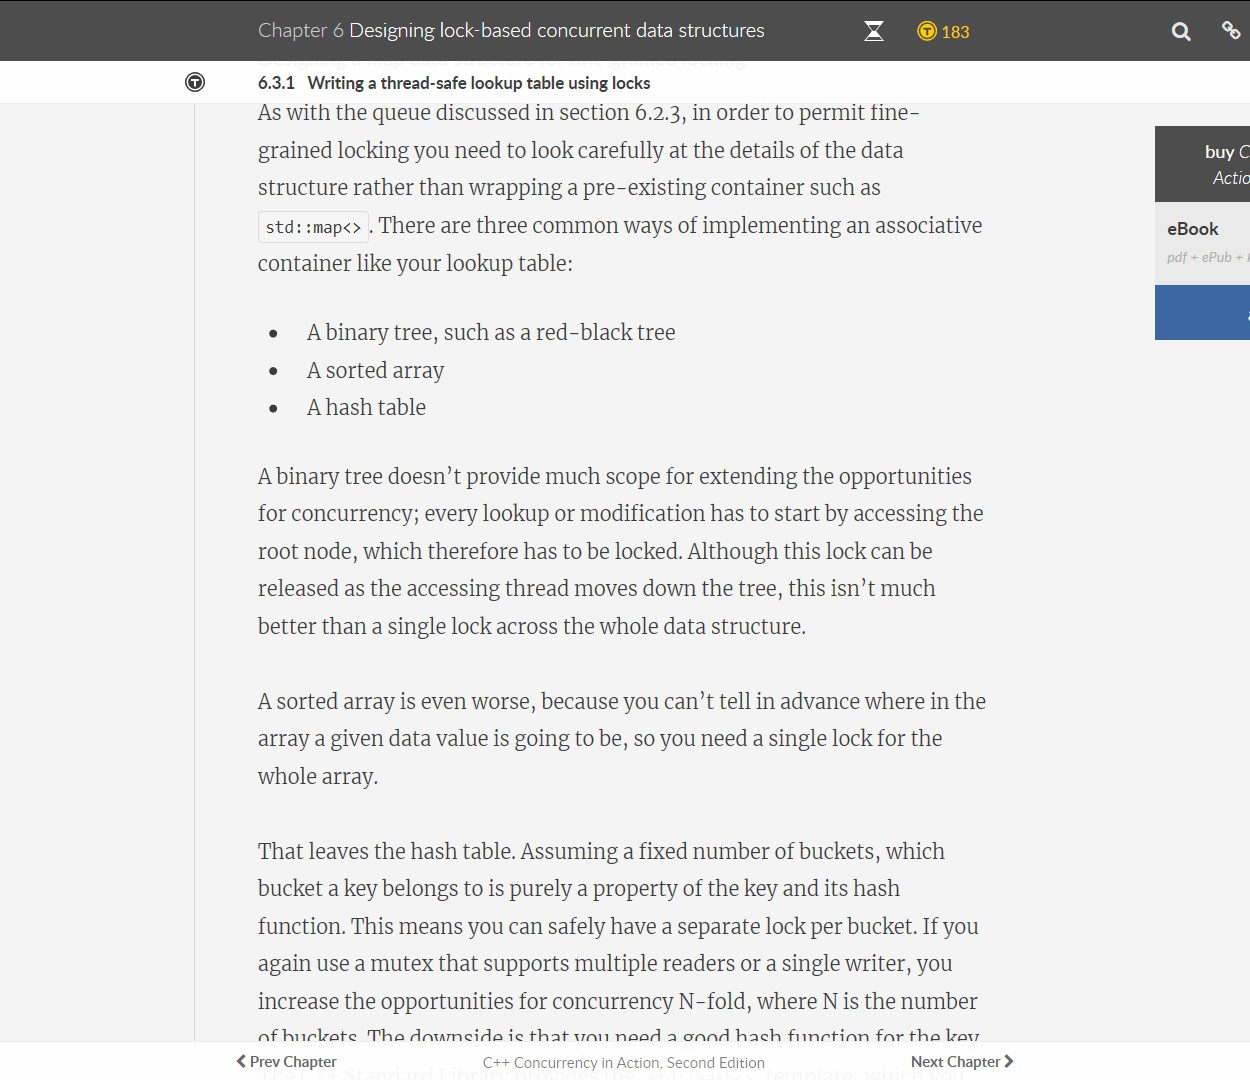 Chapter 6 Designing lock-based concurrent data structures
183
6.3.1 Writing a thread-safe lookup table using locks
As with the queue discussed in section 6.2.3, in order to permit fine-
grained locking you need to look carefully at the details of the data
structure rather than wrapping a pre-existing container such as
std::map<> . There are three common ways of implementing an associative
container like your lookup table:
• A binary tree, such as a red-black tree
• A sorted array
• A hash table
A binary tree doesn’t provide much scope for extending the opportunities
for concurrency; every lookup or modification has to start by accessing the
root node, which therefore has to be locked. Although this lock can be
released as the accessing thread moves down the tree, this isn’t much
better than a single lock across the whole data structure.
A sorted array is even worse, because you can’t tell in advance where in the
array a given data value is going to be, so you need a single lock for the
whole array.
That leaves the hash table. Assuming a fixed number of buckets, which
bucket a key belongs to is purely a property of the key and its hash
function. This means you can safely have a separate lock per bucket. If you
again use a mutex that supports multiple readers or a single writer, you
increase the opportunities for concurrency N-fold, where N is the number
of buckets. The downside is that you need a good hash function for the key.
buy C
Actio
eBook
pdf + ePub +
Prev Chapter
C++ Concurrency in Action, Second Edition
Next Chapter